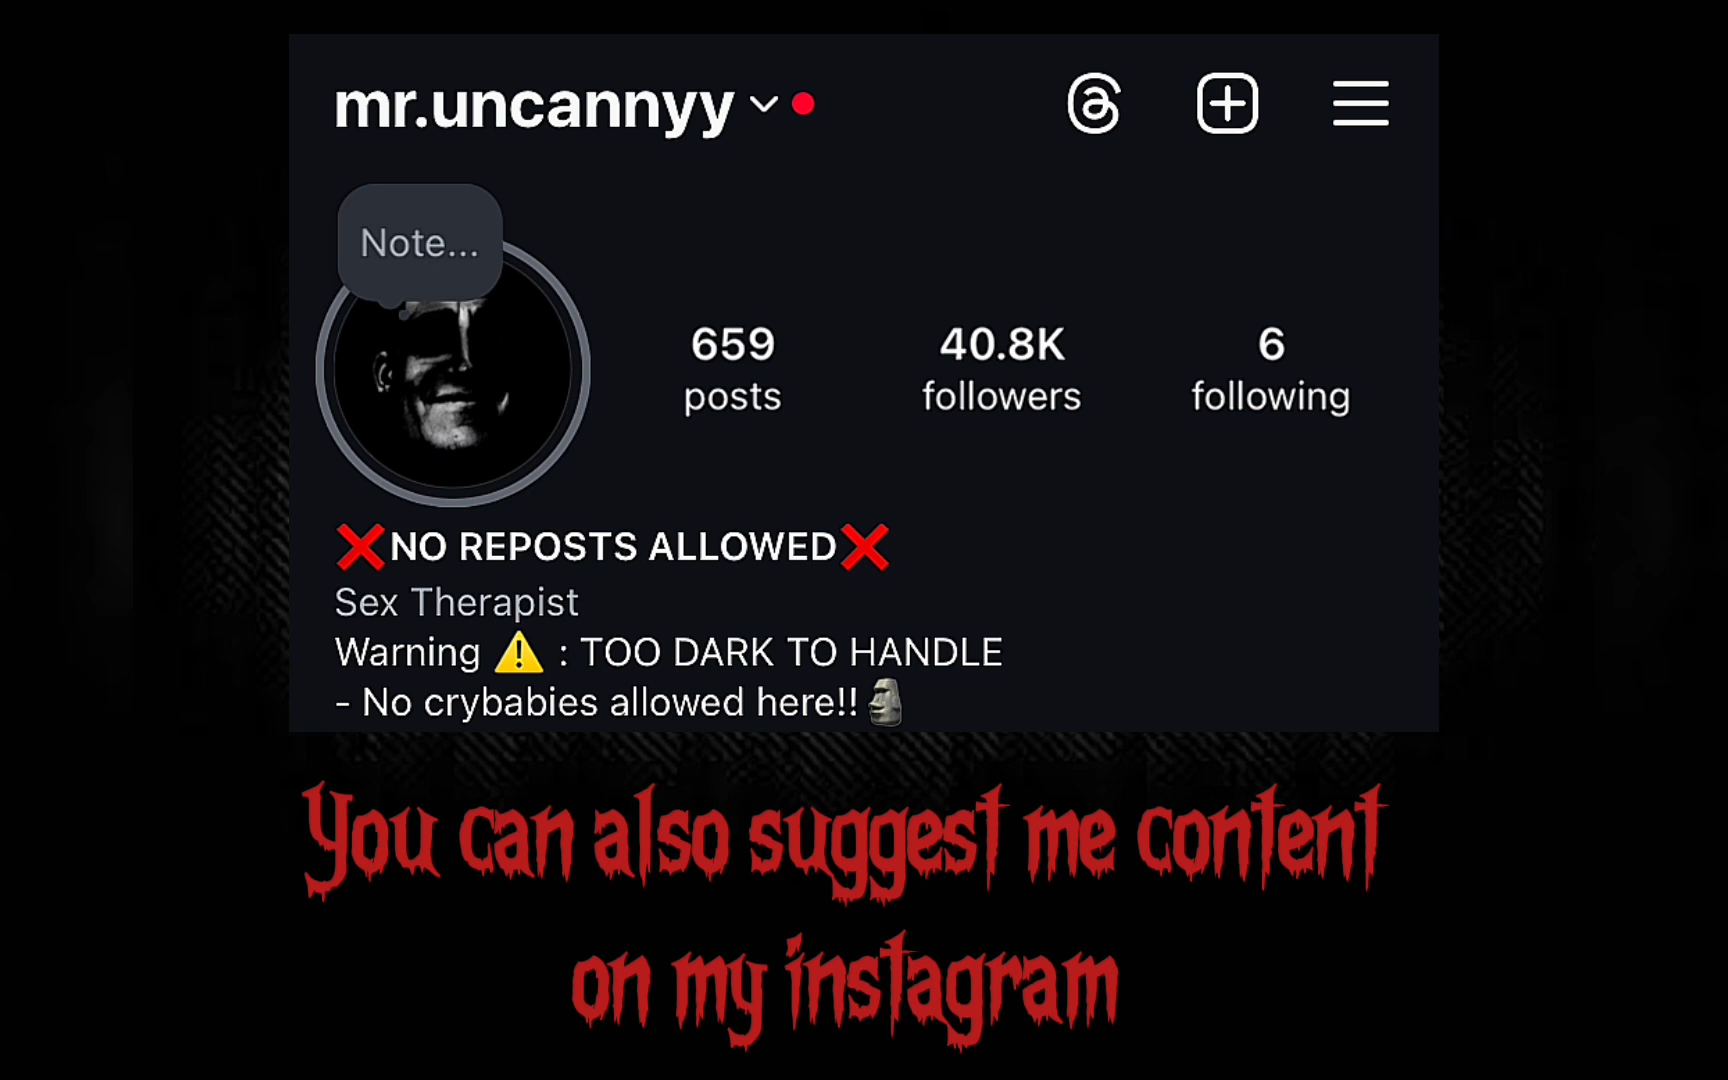 mr.uncannyy
Note...
659
posts
40.8K
followers
6
following
❌NO REPOSTS ALLOWED❌
Sex Therapist
Warning ⚠️ : TOO DARK TO HANDLE
- No crybabies allowed here!!🗿
You can also suggest me content
on my instagram